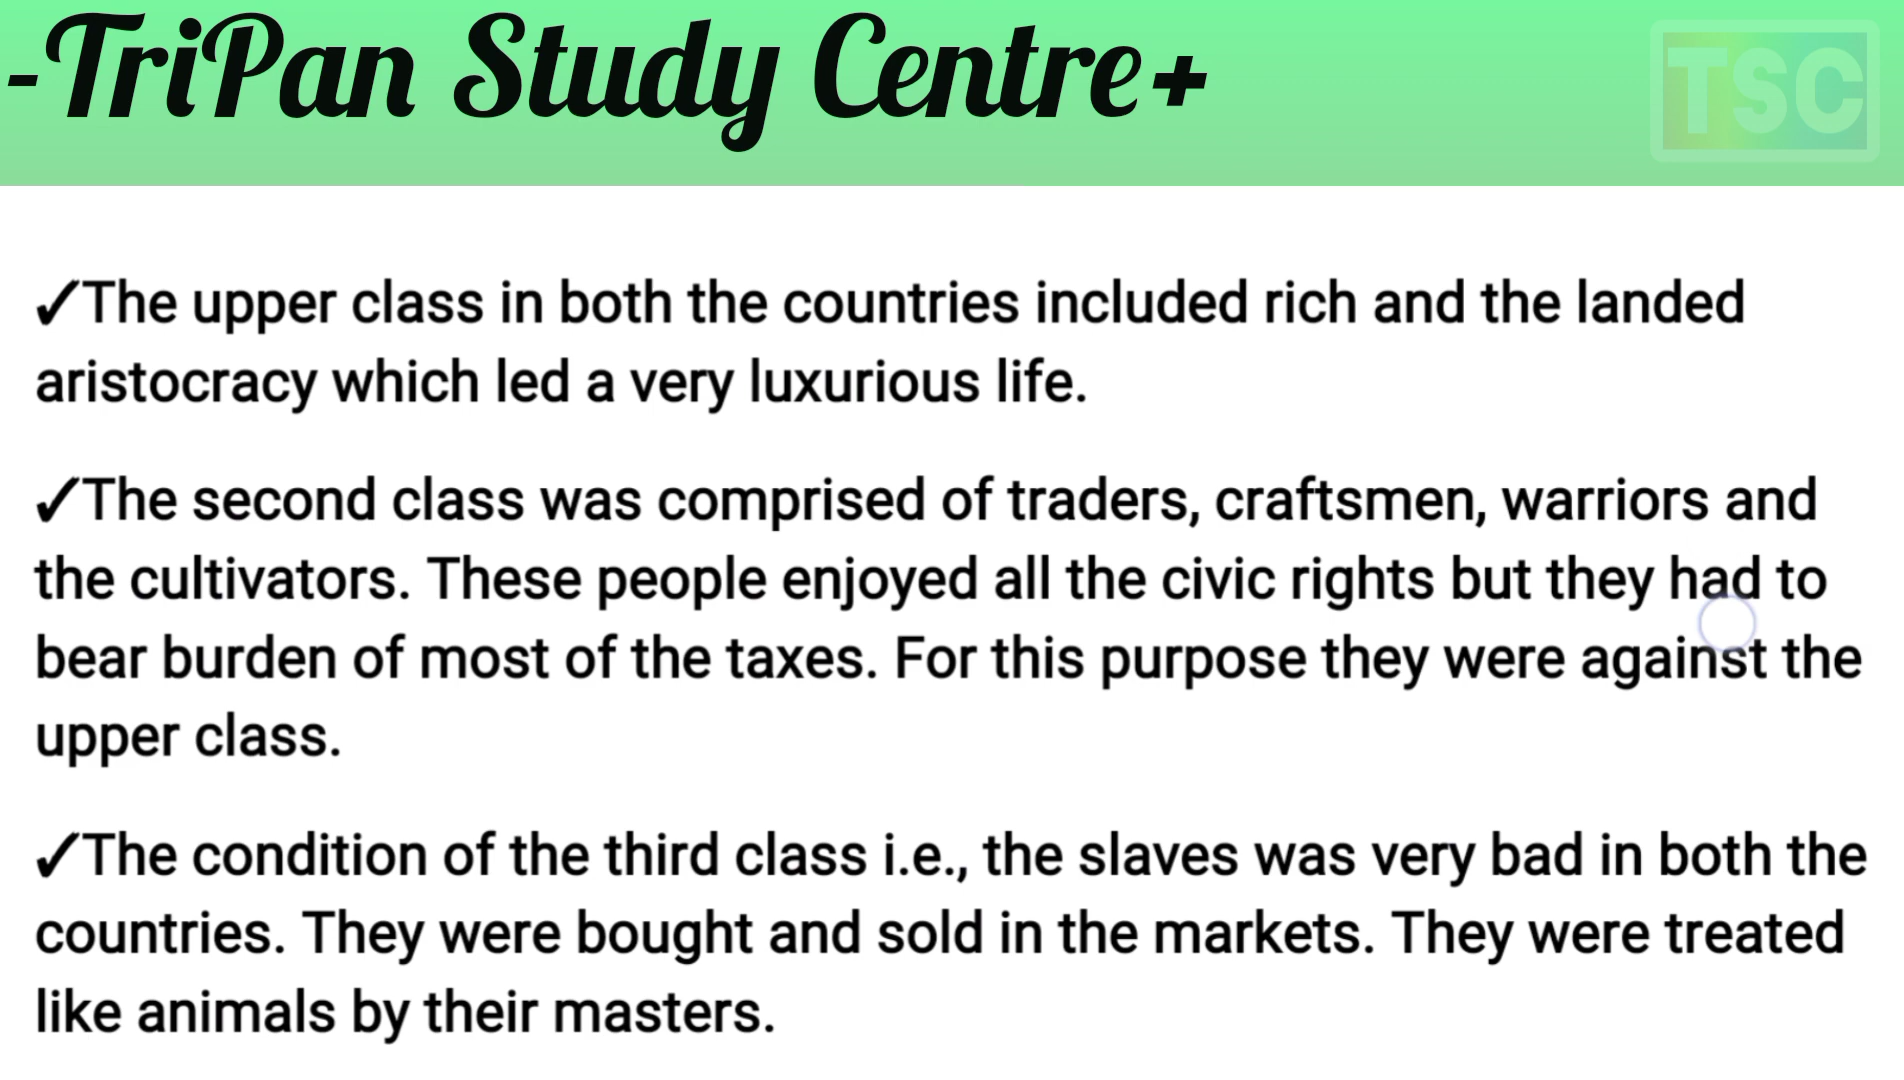 -TriPan Study Centre+
TSC
✓The upper class in both the countries included rich and the landed
aristocracy which led a very luxurious life.
✓The second class was comprised of traders, craftsmen, warriors and
the cultivators. These people enjoyed all the civic rights but they had to
bear burden of most of the taxes. For this purpose they were against the
upper class.
✓The condition of the third class i.e., the slaves was very bad in both the
countries. They were bought and sold in the markets. They were treated
like animals by their masters.